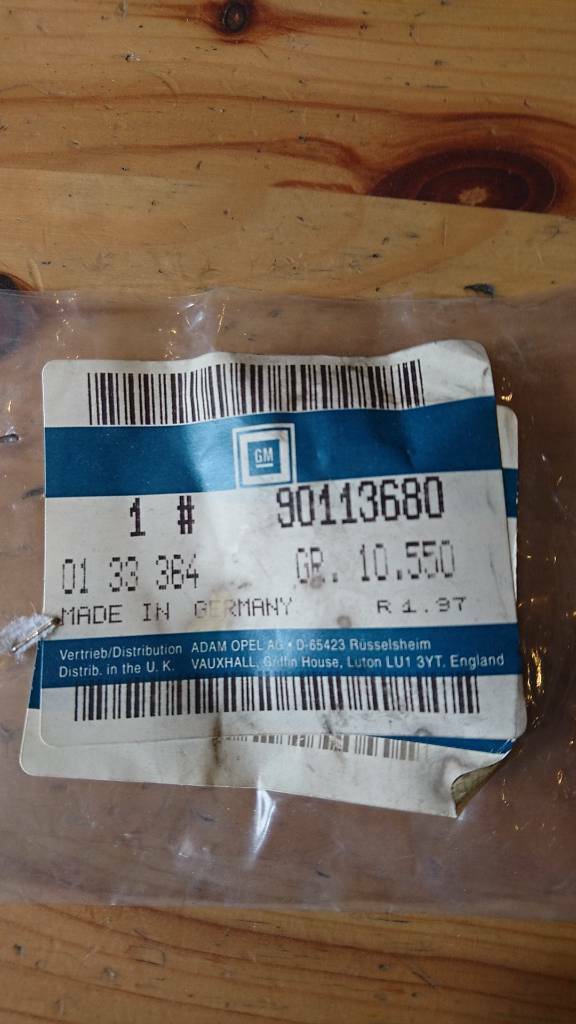 GM
1 # 90113680
01 33 364 GR. 10.550
MADE IN GERMANY R 1.97
Vertrieb/Distribution ADAM OPEL AG • D-65423 Rüsselsheim
Distrib. in the U. K. VAUXHALL, Griffin House, Luton LU1 3YT. England